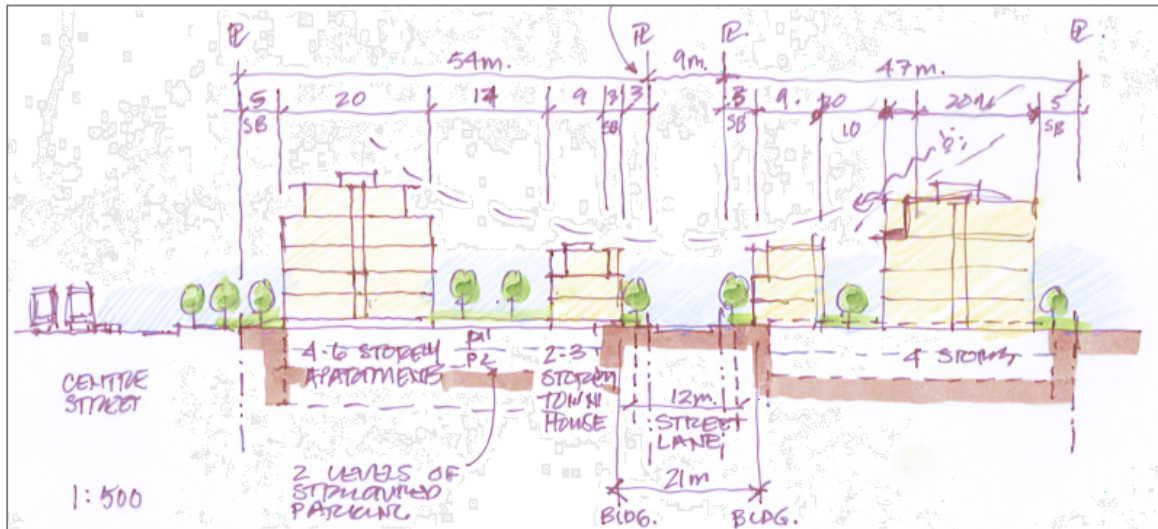 PL PL PL PL
54m. 9m. 47m.
5 20 14 9 3 3 3 9. 10 20 5
SB SB SB 10 SB
4-6 STOREY
APARTMENTS
P1
P2
2-3
STOREY
TOWN
HOUSE
4 STOREY
CENTRE
STREET
12m.
STREET
LANE
2 LEVELS OF
STRUCTURED
PARKING
21m
1:500
BLDG. BLDG.